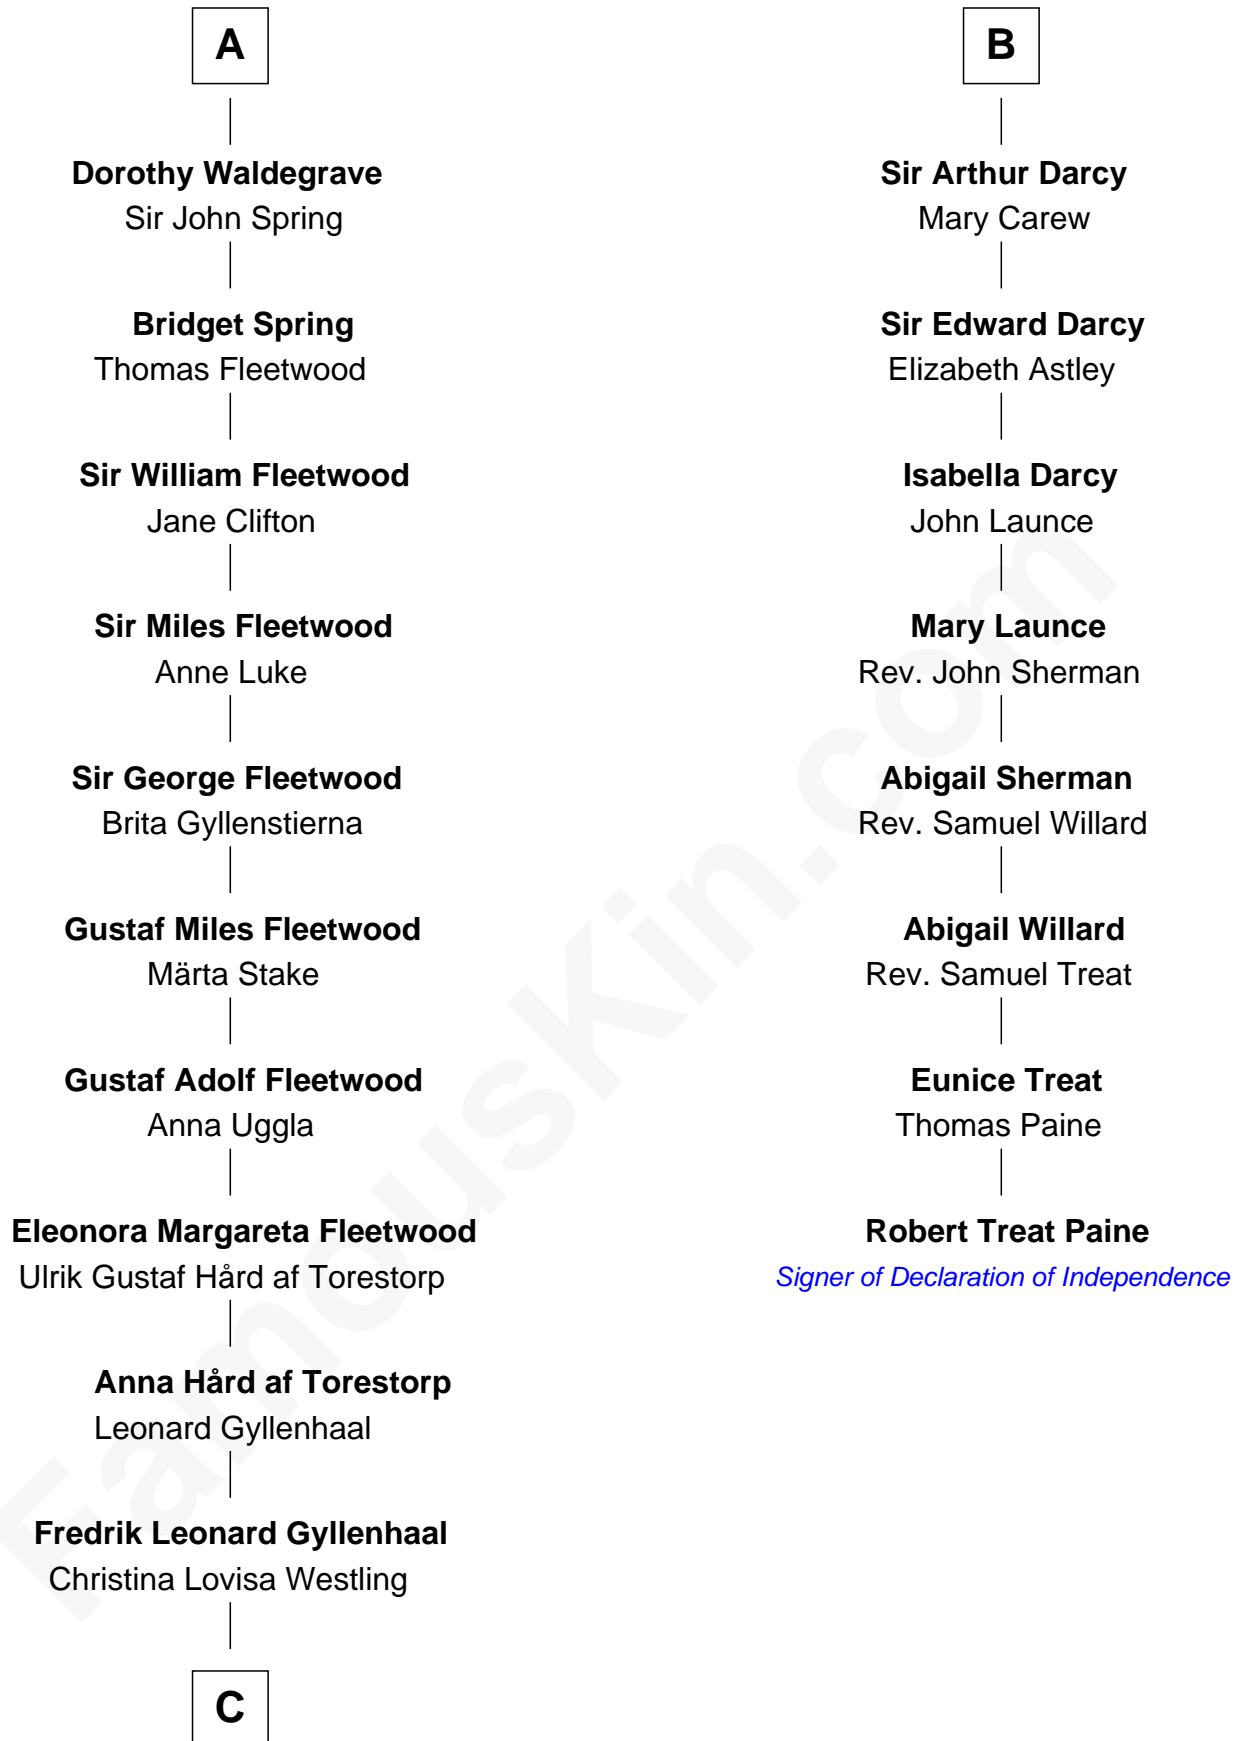 A
Dorothy Waldegrave
Sir John Spring
Bridget Spring
Thomas Fleetwood
Sir William Fleetwood
Jane Clifton
Sir Miles Fleetwood
Anne Luke
Sir George Fleetwood
Brita Gyllenstierna
Gustaf Miles Fleetwood
Märta Stake
Gustaf Adolf Fleetwood
Anna Uggla
Eleonora Margareta Fleetwood
Ulrik Gustaf Hård af Torestorp
Anna Hård af Torestorp
Leonard Gyllenhaal
Fredrik Leonard Gyllenhaal
Christina Lovisa Westling
C
B
Sir Arthur Darcy
Mary Carew
Sir Edward Darcy
Elizabeth Astley
Isabella Darcy
John Launce
Mary Launce
Rev. John Sherman
Abigail Sherman
Rev. Samuel Willard
Abigail Willard
Rev. Samuel Treat
Eunice Treat
Thomas Paine
Robert Treat Paine
Signer of Declaration of Independence
FamousKin.com